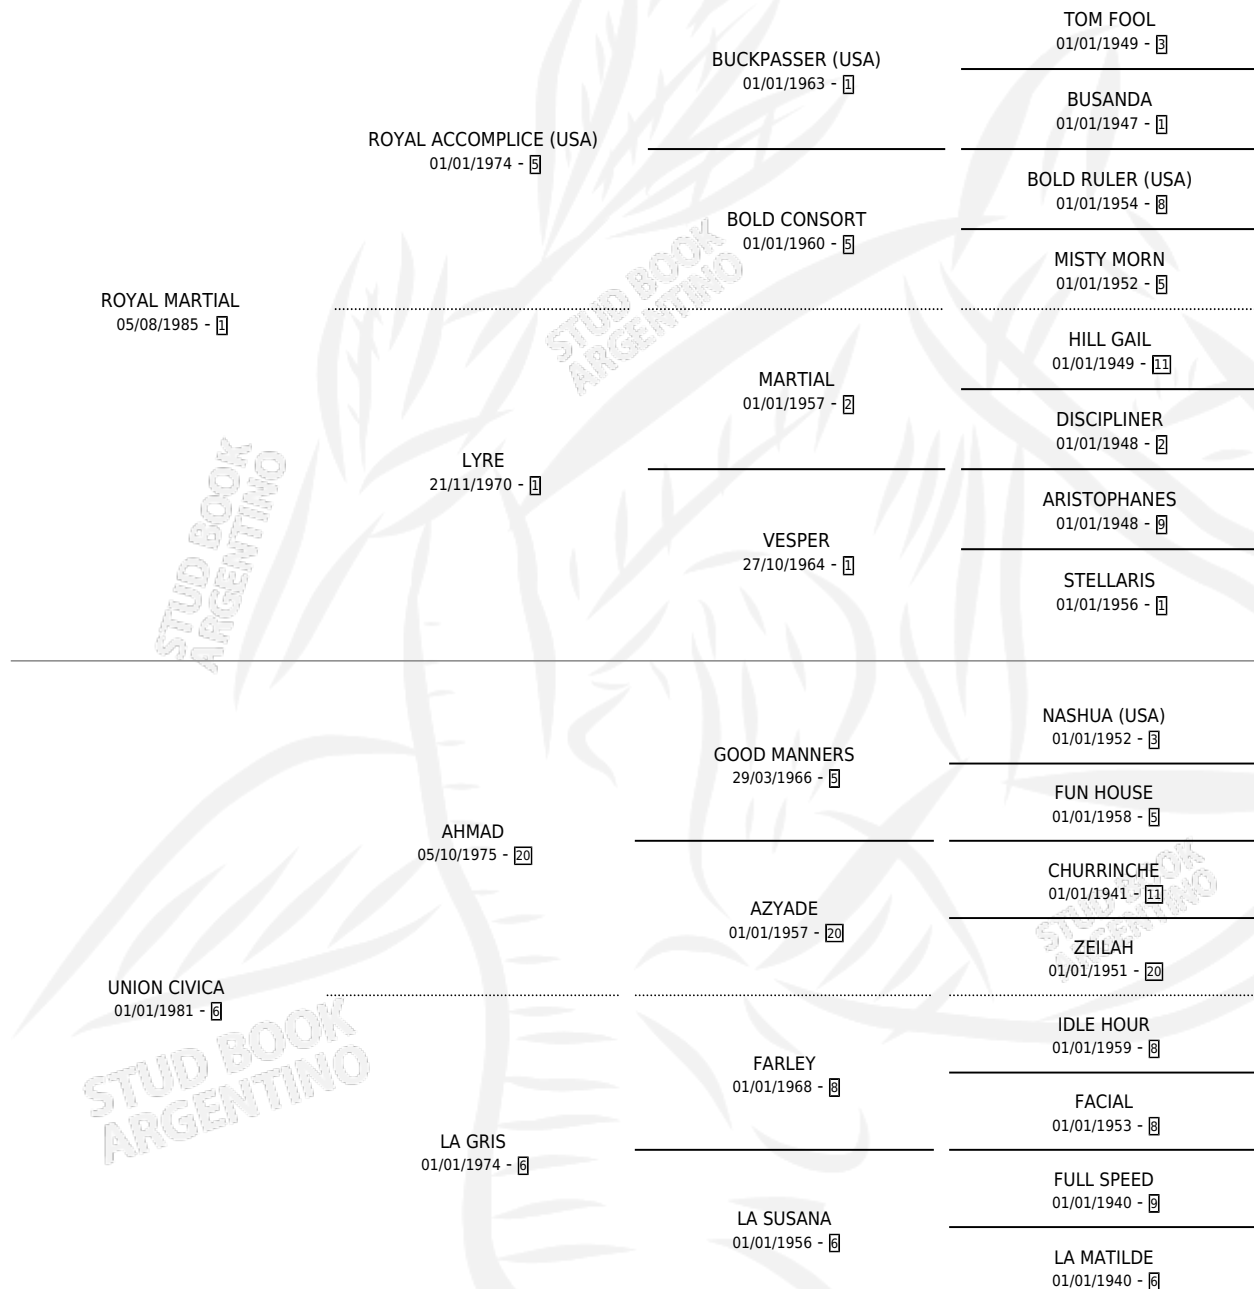 TOM FOOL
01/01/1949 - 3
BUCKPASSER (USA)
01/01/1963 - 1
BUSANDA
01/01/1947 - 1
ROYAL ACCOMPLICE (USA)
01/01/1974 - 5
BOLD RULER (USA)
01/01/1954 - 8
BOLD CONSORT
01/01/1960 - 5
MISTY MORN
01/01/1952 - 5
ROYAL MARTIAL
05/08/1985 - 1
HILL GAIL
01/01/1949 - 11
MARTIAL
01/01/1957 - 2
DISCIPLINER
01/01/1948 - 2
LYRE
21/11/1970 - 1
ARISTOPHANES
01/01/1948 - 9
VESPER
27/10/1964 - 1
STELLARIS
01/01/1956 - 1
NASHUA (USA)
01/01/1952 - 3
GOOD MANNERS
29/03/1966 - 5
FUN HOUSE
01/01/1958 - 5
AHMAD
05/10/1975 - 20
CHURRINCHE
01/01/1941 - 11
AZYADE
01/01/1957 - 20
ZEILAH
01/01/1951 - 20
UNION CIVICA
01/01/1981 - 6
IDLE HOUR
01/01/1959 - 8
FARLEY
01/01/1968 - 8
FACIAL
01/01/1953 - 8
LA GRIS
01/01/1974 - 6
FULL SPEED
01/01/1940 - 9
LA SUSANA
01/01/1956 - 6
LA MATILDE
01/01/1940 - 6
STUD BOOK
ARGENTINO
STUD BOOK
ARGENTINO
STUD BOOK
ARGENTINO
STUD BOOK
ARGENTINO